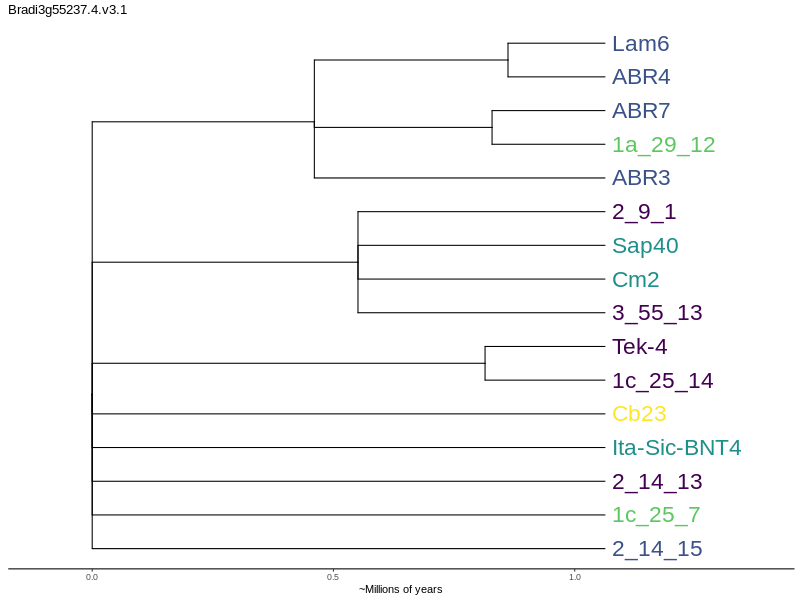 Bradi3g55237.4.v3.1
Lam6
ABR4
ABR7
1a_29_12
ABR3
2_9_1
Sap40
Cm2
3_55_13
Tek-4
1c_25_14
Cb23
Ita-Sic-BNT4
2_14_13
1c_25_7
2_14_15
0.0 0.5 1.0
~Millions of years